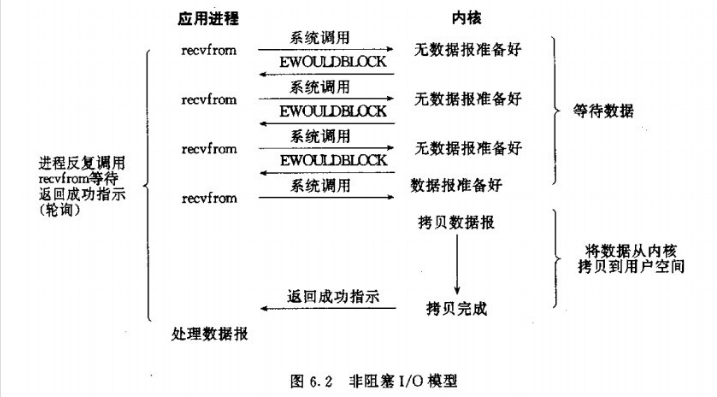 应用进程
内核
recvfrom
系统调用
无数据报准备好
EWOULDBLOCK
recvfrom
系统调用
无数据报准备好
EWOULDBLOCK
recvfrom
系统调用
无数据报准备好
EWOULDBLOCK
recvfrom
系统调用
数据报准备好
等待数据
进程反复调用
recvfrom等待
返回成功指示
(轮询)
拷贝数据报
将数据从内核
拷贝到用户空间
返回成功指示
拷贝完成
处理数据报
图 6.2 非阻塞 I/O 模型